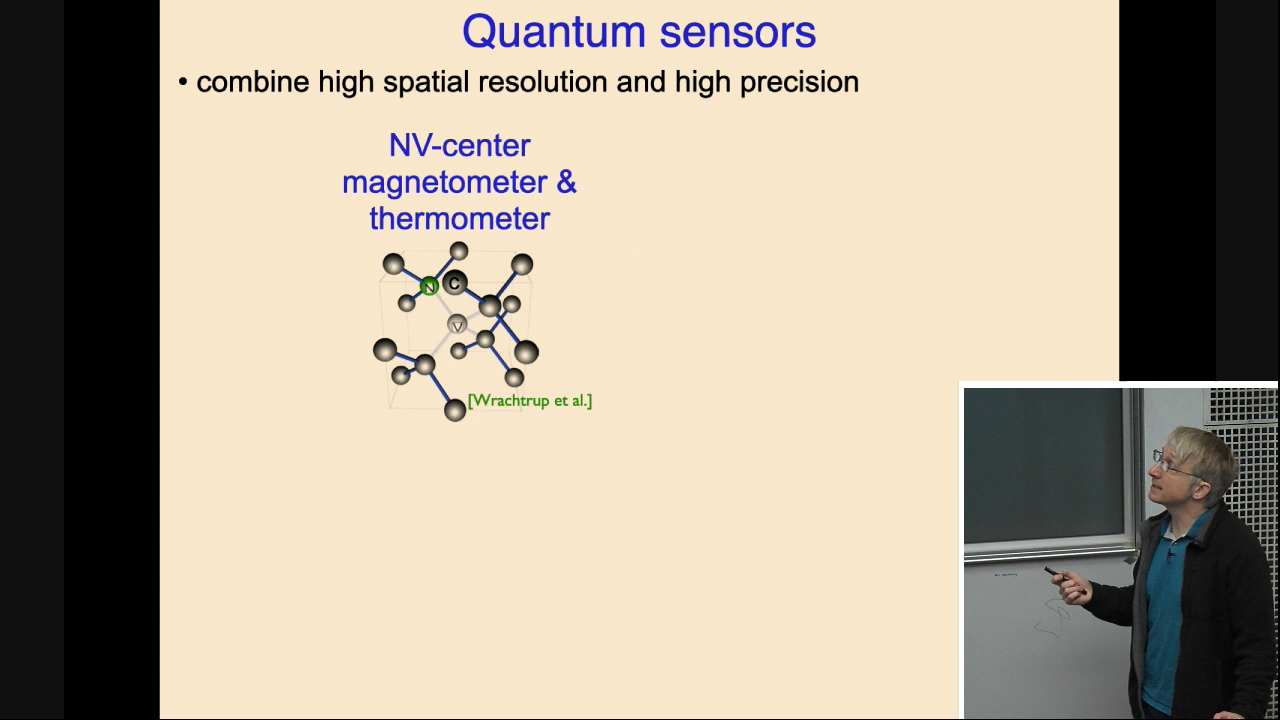 Quantum sensors
• combine high spatial resolution and high precision
NV-center
magnetometer &
thermometer
N
C
V
[Wrachtrup et al.]